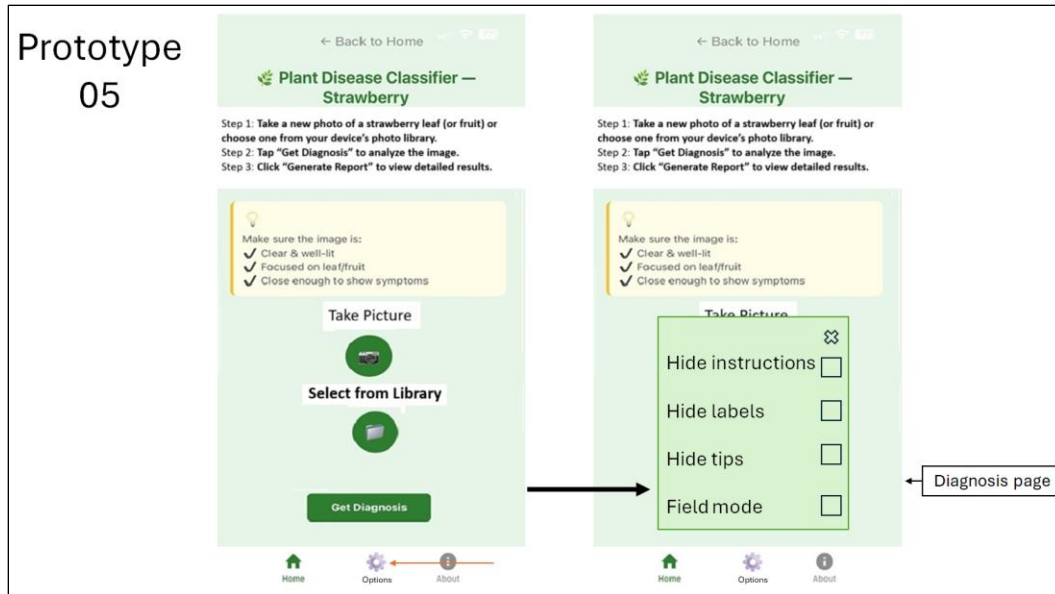 Prototype
05
← Back to Home
🌿 Plant Disease Classifier —
Strawberry
Step 1: Take a new photo of a strawberry leaf (or fruit) or
choose one from your device's photo library.
Step 2: Tap "Get Diagnosis" to analyze the image.
Step 3: Click "Generate Report" to view detailed results.
Make sure the image is:
✔ Clear & well-lit
✔ Focused on leaf/fruit
✔ Close enough to show symptoms
Take Picture
Select from Library
Get Diagnosis
Home
Options
About
← Back to Home
🌿 Plant Disease Classifier —
Strawberry
Step 1: Take a new photo of a strawberry leaf (or fruit) or
choose one from your device's photo library.
Step 2: Tap "Get Diagnosis" to analyze the image.
Step 3: Click "Generate Report" to view detailed results.
Make sure the image is:
✔ Clear & well-lit
✔ Focused on leaf/fruit
✔ Close enough to show symptoms
Take Picture
Hide instructions
Hide labels
Hide tips
Field mode
Home
Options
About
Diagnosis page